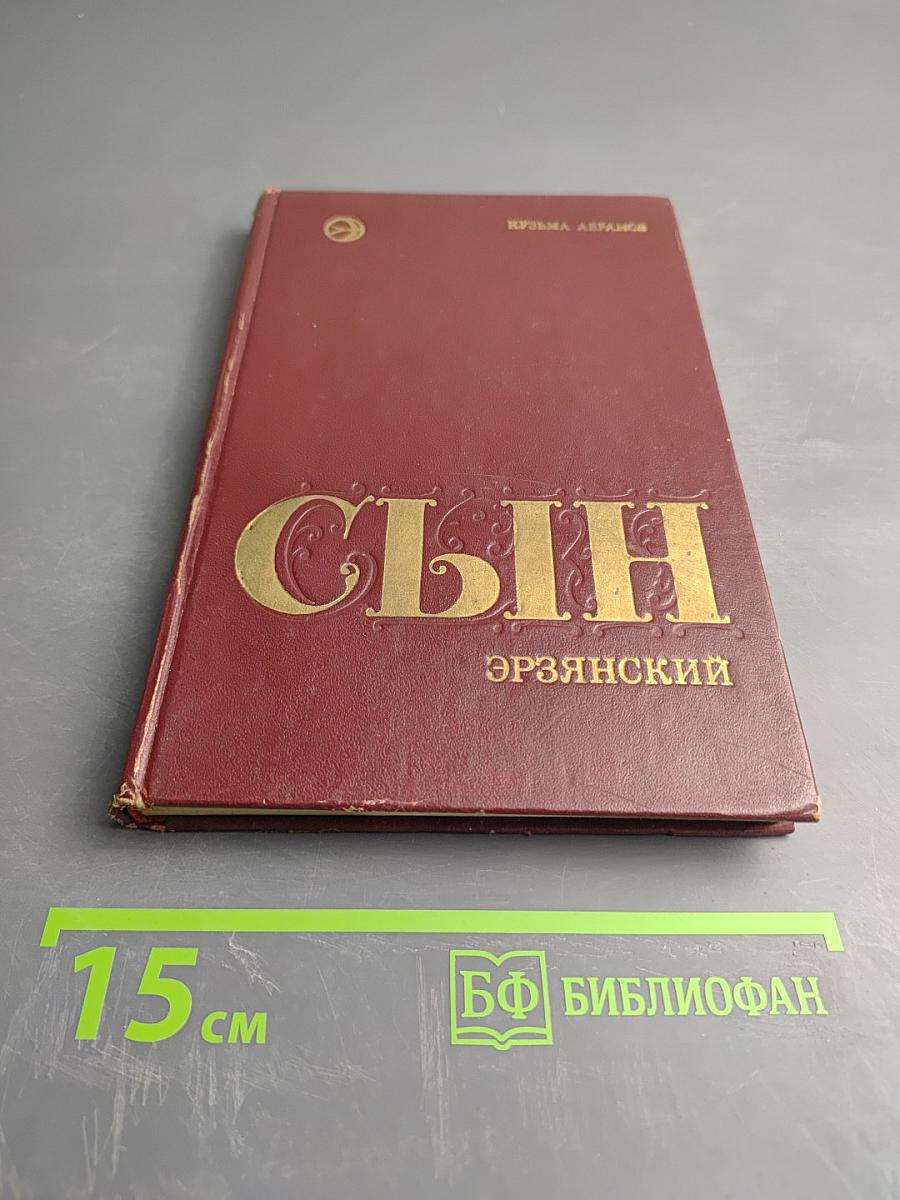 КУЗЬМА АБРАМОВ
СЫН
ЭРЗЯНСКИЙ
15 см
БФ БИБЛИОФАН